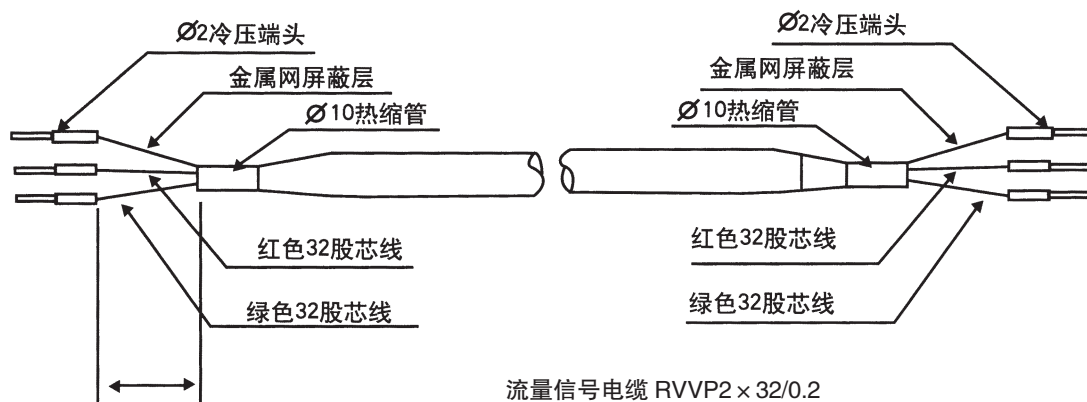 Ø2冷压端头
金属网屏蔽层
Ø10热缩管
红色32股芯线
绿色32股芯线
Ø2冷压端头
金属网屏蔽层
Ø10热缩管
红色32股芯线
绿色32股芯线
流量信号电缆 RVVP2×32/0.2